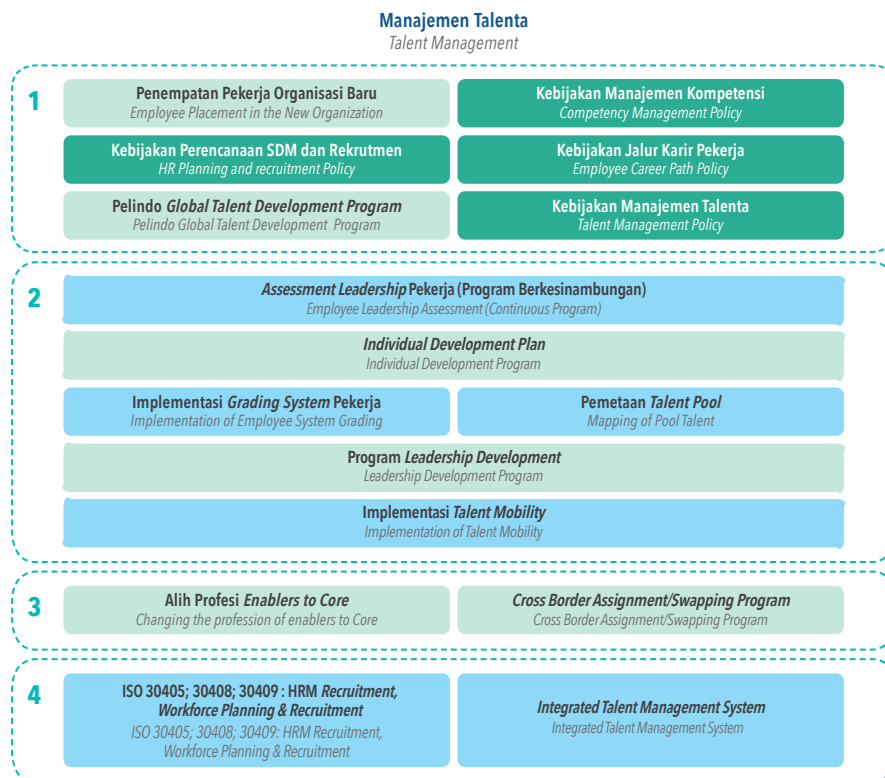 Manajemen Talenta
Talent Management
1
Penempatan Pekerja Organisasi Baru
Employee Placement in the New Organization
Kebijakan Manajemen Kompetensi
Competency Management Policy
Kebijakan Perencanaan SDM dan Rekrutmen
HR Planning and recruitment Policy
Kebijakan Jalur Karir Pekerja
Employee Career Path Policy
Pelindo Global Talent Development Program
Pelindo Global Talent Development Program
Kebijakan Manajemen Talenta
Talent Management Policy
2
Assessment Leadership Pekerja (Program Berkesinambungan)
Employee Leadership Assessment (Continuous Program)
Individual Development Plan
Individual Development Program
Implementasi Grading System Pekerja
Implementation of Employee System Grading
Pemetaan Talent Pool
Mapping of Pool Talent
Program Leadership Development
Leadership Development Program
Implementasi Talent Mobility
Implementation of Talent Mobility
3
Alih Profesi Enablers to Core
Changing the profession of enablers to Core
Cross Border Assignment/Swapping Program
Cross Border Assignment/Swapping Program
4
ISO 30405; 30408; 30409 : HRM Recruitment,
Workforce Planning & Recruitment
ISO 30405; 30408; 30409: HRM Recruitment,
Workforce Planning & Recruitment
Integrated Talent Management System
Integrated Talent Management System